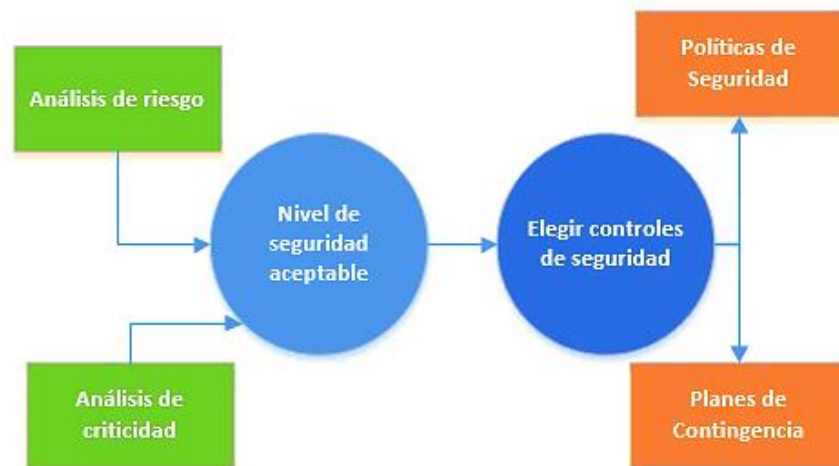 Políticas de
Seguridad
Análisis de riesgo
Nivel de
seguridad
aceptable
Elegir controles
de seguridad
Análisis de
criticidad
Planes de
Contingencia